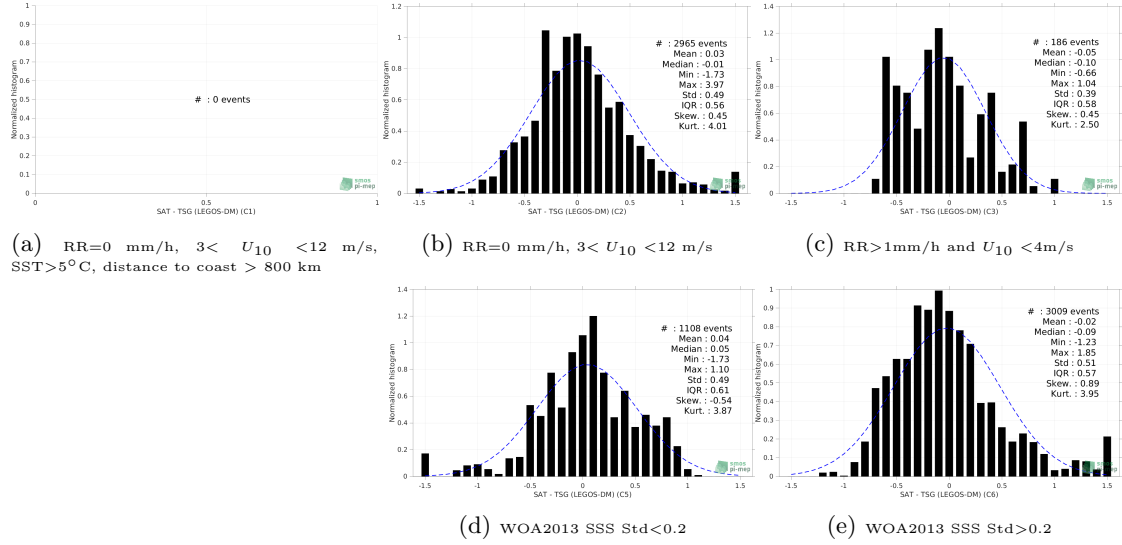 1
0.9
0.8
0.7
0.6
0.5
0.4
0.3
0.2
0.1
0
Normalized histogram
# : 0 events
0 0.5 1
SAT - TSG (LEGOS-DM) (C1)
smos
pi-mep
(a) RR=0 mm/h, 3< U10 <12 m/s,
SST>5°C, distance to coast > 800 km
1.2
1
0.8
0.6
0.4
0.2
0
Normalized histogram
# : 2965 events
Mean : 0.03
Median : -0.01
Min : -1.73
Max : 3.97
Std : 0.49
IQR : 0.56
Skew. : 0.45
Kurt. : 4.01
-1.5 -1 -0.5 0 0.5 1 1.5
SAT - TSG (LEGOS-DM) (C2)
smos
pi-mep
(b) RR=0 mm/h, 3< U10 <12 m/s
1.4
1.2
1
0.8
0.6
0.4
0.2
0
Normalized histogram
# : 186 events
Mean : -0.05
Median : -0.10
Min : -0.66
Max : 1.04
Std : 0.39
IQR : 0.58
Skew. : 0.45
Kurt. : 2.50
-1.5 -1 -0.5 0 0.5 1 1.5
SAT - TSG (LEGOS-DM) (C3)
smos
pi-mep
(c) RR>1mm/h and U10 <4m/s
1.4
1.2
1
0.8
0.6
0.4
0.2
0
Normalized histogram
# : 1108 events
Mean : 0.04
Median : 0.05
Min : -1.73
Max : 1.10
Std : 0.49
IQR : 0.61
Skew. : -0.54
Kurt. : 3.87
-1.5 -1 -0.5 0 0.5 1 1.5
SAT - TSG (LEGOS-DM) (C5)
smos
pi-mep
(d) WOA2013 SSS Std<0.2
1
0.9
0.8
0.7
0.6
0.5
0.4
0.3
0.2
0.1
0
Normalized histogram
# : 3009 events
Mean : -0.02
Median : -0.09
Min : -1.23
Max : 1.85
Std : 0.51
IQR : 0.57
Skew. : 0.89
Kurt. : 3.95
-1.5 -1 -0.5 0 0.5 1 1.5
SAT - TSG (LEGOS-DM) (C6)
smos
pi-mep
(e) WOA2013 SSS Std>0.2